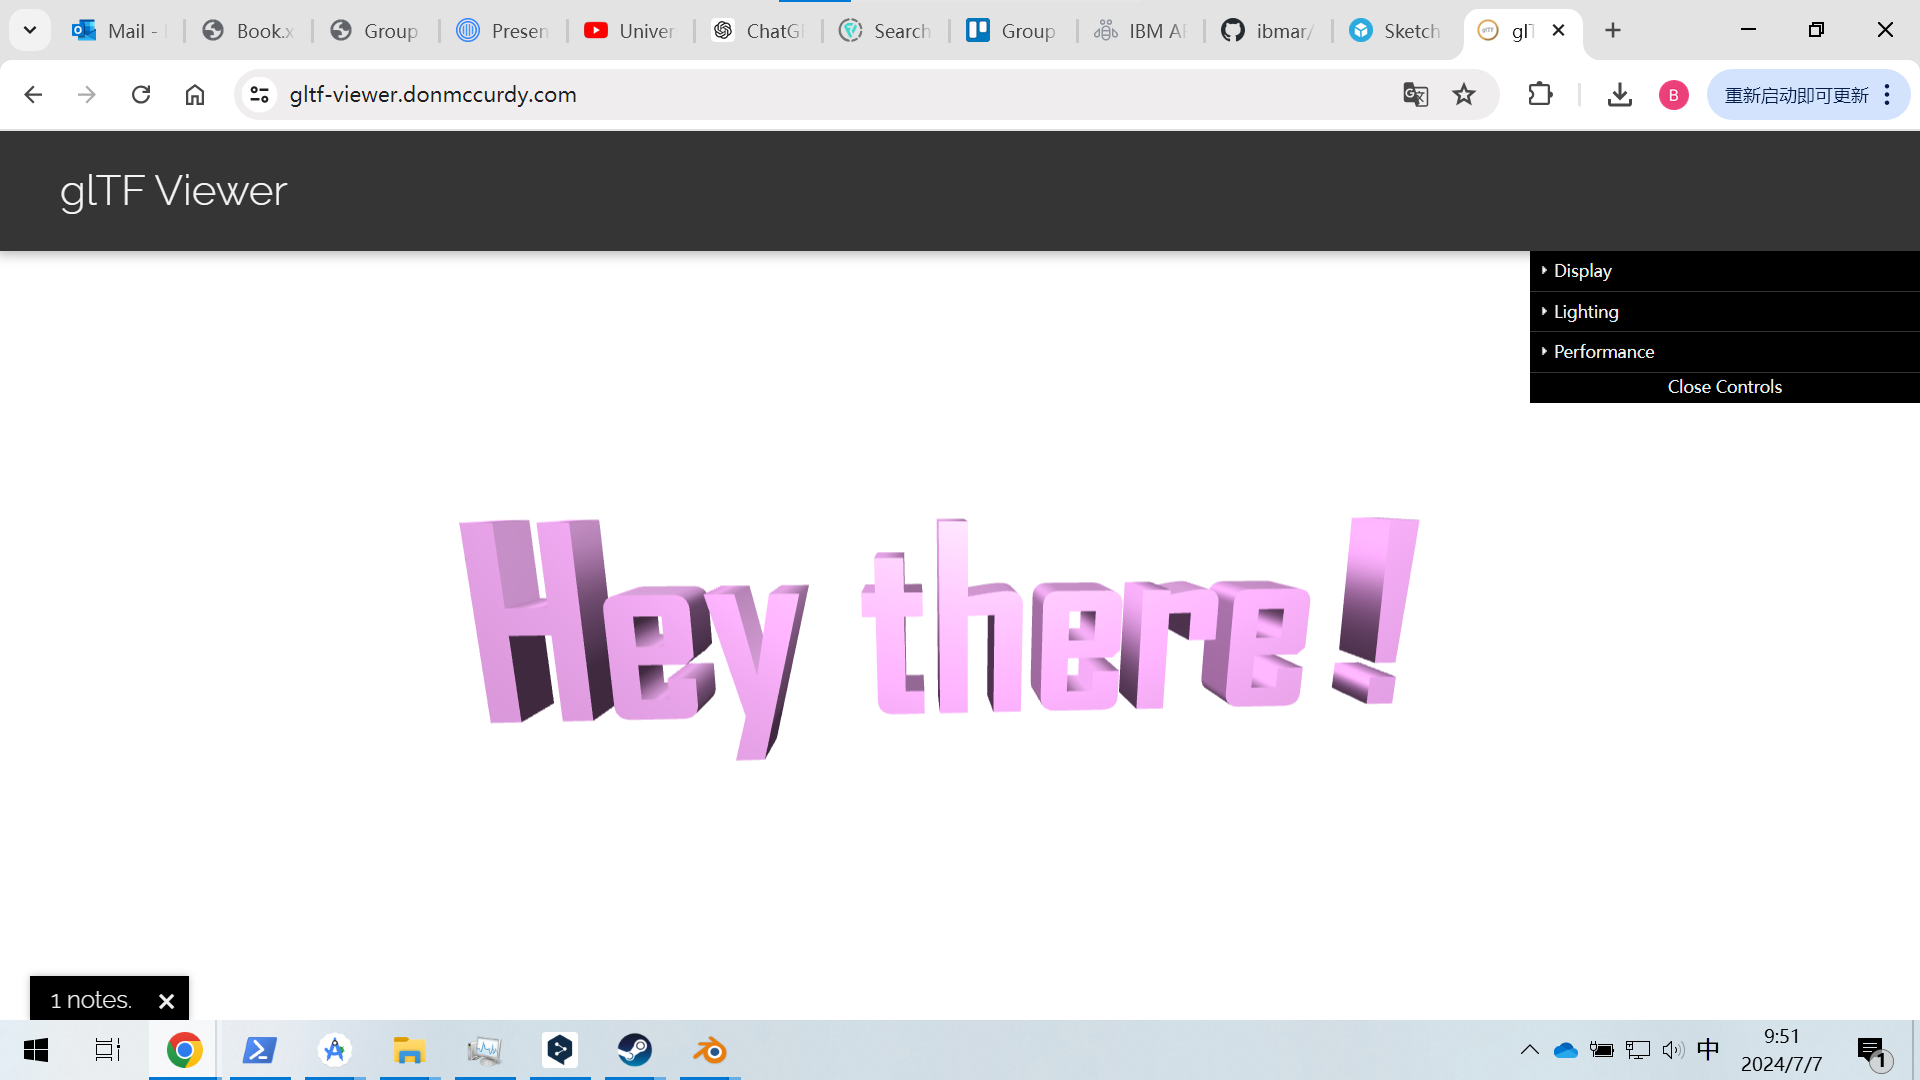 Mail -
Book.x
Group
Presen
Univer
ChatG
Search
Group
IBM A
ibmar/
Sketch
glT
gltf-viewer.donmccurdy.com
B
重新启动即可更新
glTF Viewer
Display
Lighting
Performance
Close Controls
Hey there!
1 notes.
中
9:51
2024/7/7
1